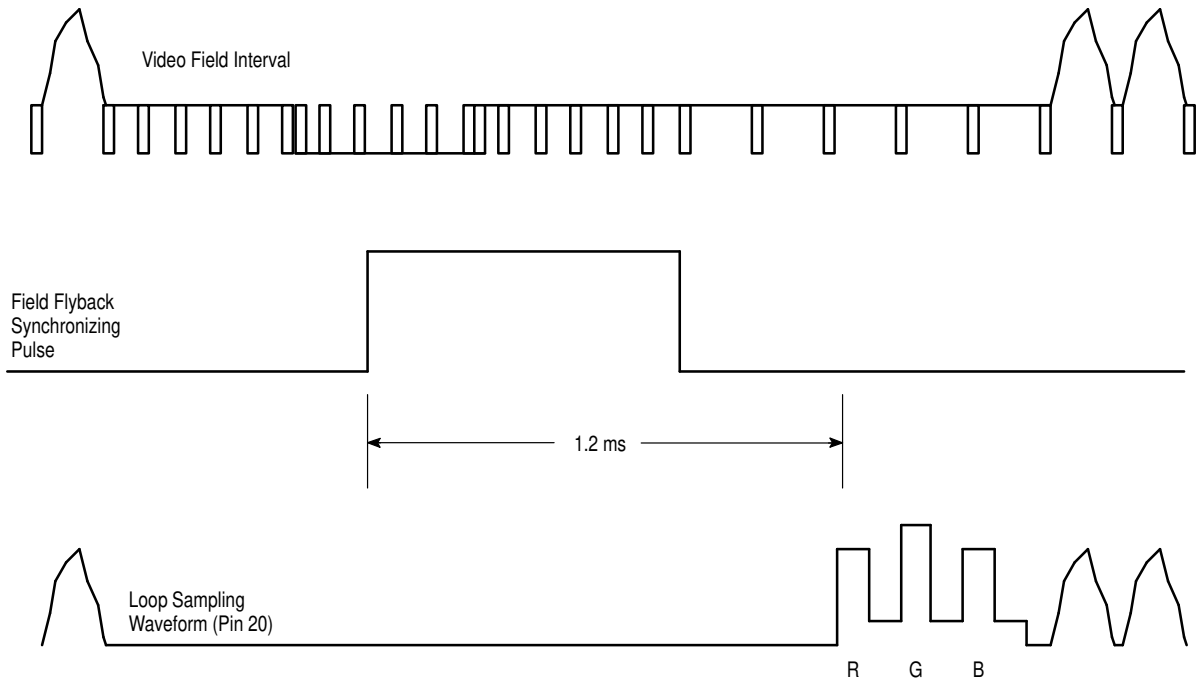 Video Field Interval
Field Flyback
Synchronizing
Pulse
1.2 ms
Loop Sampling
Waveform (Pin 20)
R G B